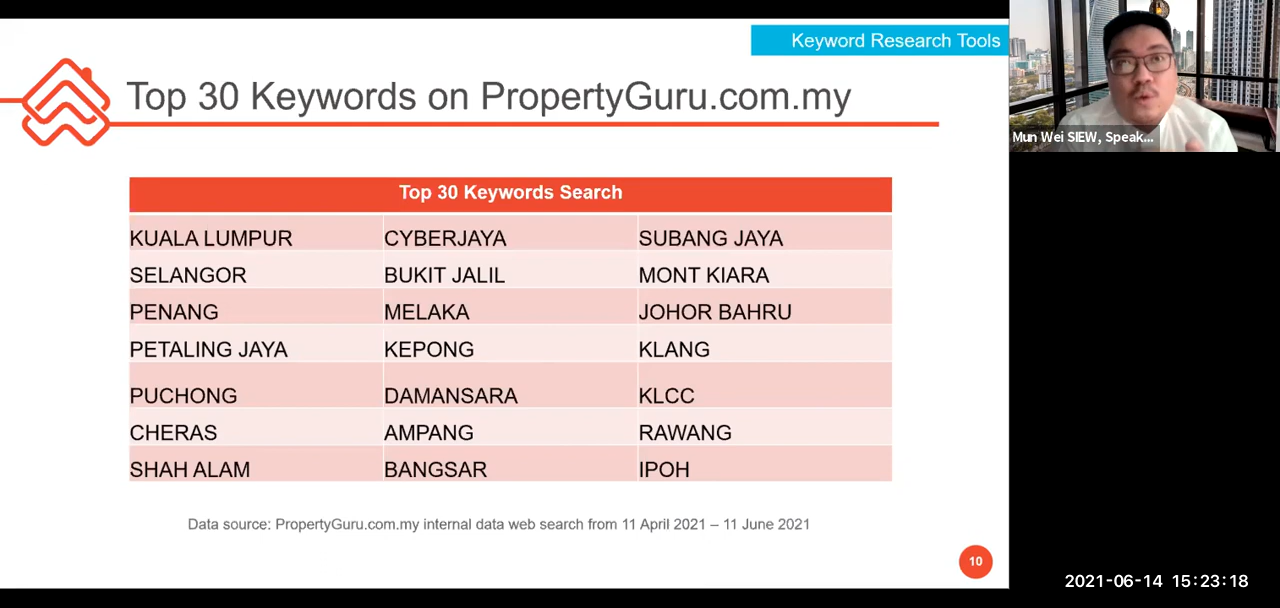 Keyword Research Tools
Top 30 Keywords on PropertyGuru.com.my
Mun Wei SIEW, Speak...
Top 30 Keywords Search
KUALA LUMPUR CYBERJAYA SUBANG JAYA
SELANGOR BUKIT JALIL MONT KIARA
PENANG MELAKA JOHOR BAHRU
PETALING JAYA KEPONG KLANG
PUCHONG DAMANSARA KLCC
CHERAS AMPANG RAWANG
SHAH ALAM BANGSAR IPOH
Data source: PropertyGuru.com.my internal data web search from 11 April 2021 – 11 June 2021
10
2021-06-14 15:23:18